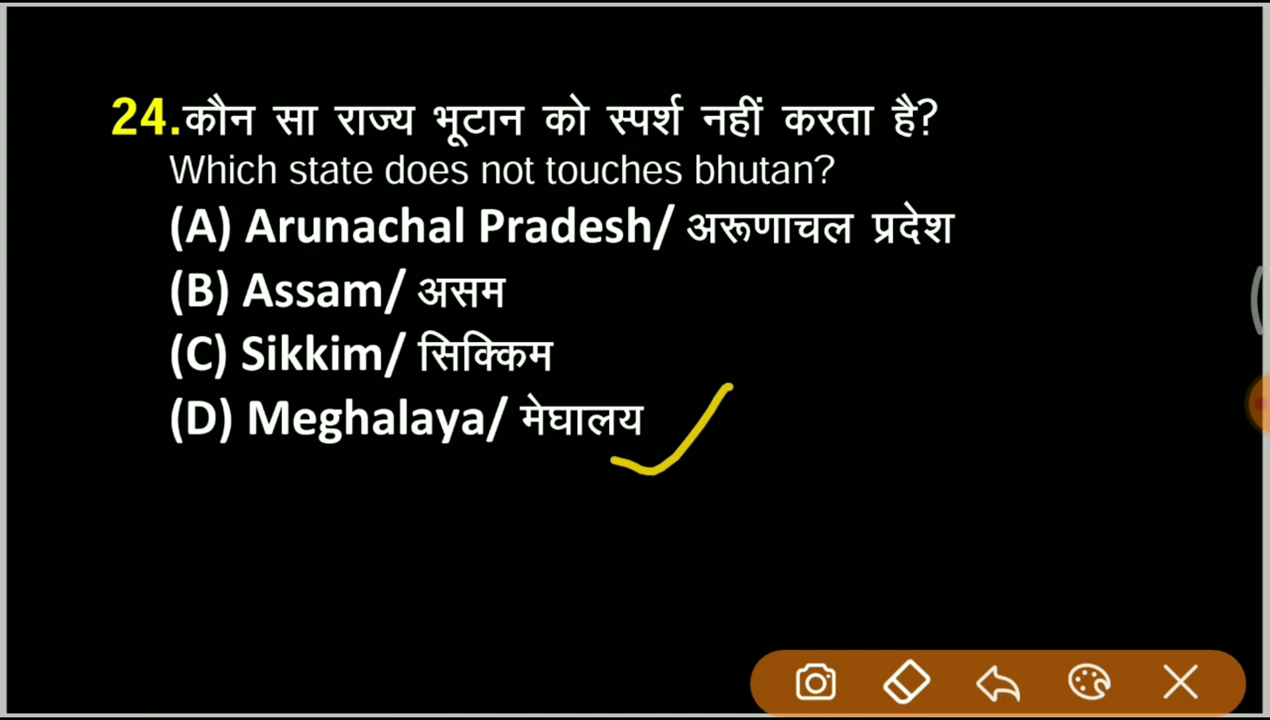 24.कौन सा राज्य भूटान को स्पर्श नहीं करता है?
Which state does not touches bhutan?
(A) Arunachal Pradesh/ अरूणाचल प्रदेश
(B) Assam/ असम
(C) Sikkim/ सिक्किम
(D) Meghalaya/ मेघालय